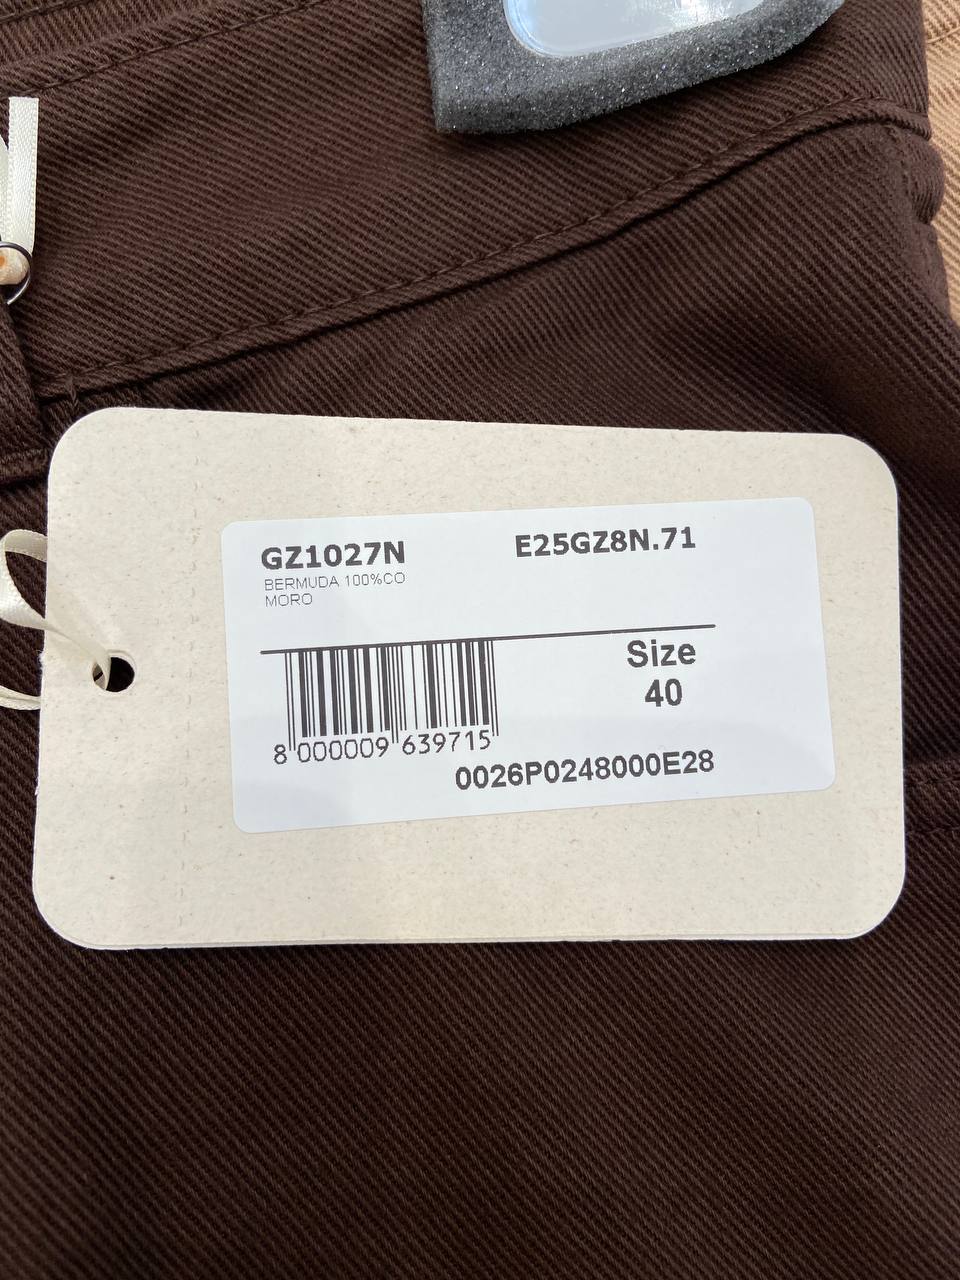 GZ1027N E25GZ8N.71
BERMUDA 100%CO
MORO
Size
40
8 000009 639715
0026P0248000E28